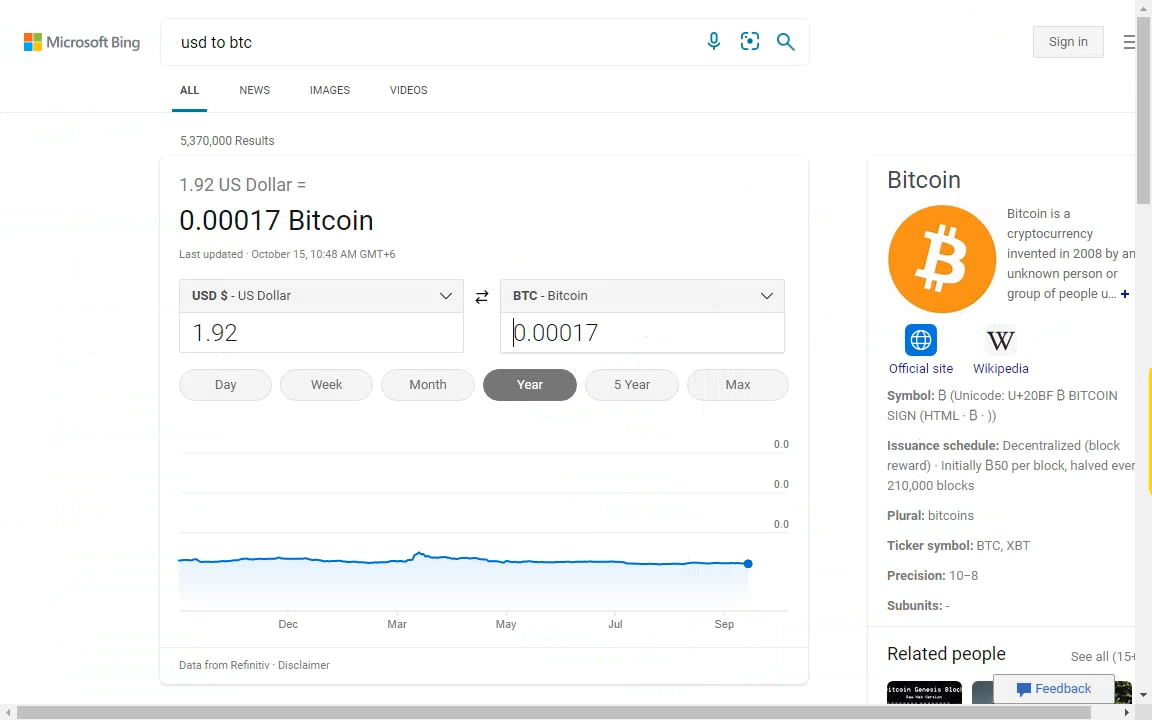 Microsoft Bing
usd to btc
Sign in
ALL
NEWS
IMAGES
VIDEOS
5,370,000 Results
1.92 US Dollar =
0.00017 Bitcoin
Last updated · October 15, 10:48 AM GMT+6
USD $ - US Dollar
BTC - Bitcoin
1.92
0.00017
Day
Week
Month
Year
5 Year
Max
0.0
0.0
0.0
Dec
Mar
May
Jul
Sep
Data from Refinitiv · Disclaimer
Bitcoin
Bitcoin is a
cryptocurrency
invented in 2008 by an
unknown person or
group of people u... +
W
Official site
Wikipedia
Symbol: ₿ (Unicode: U+20BF ₿ BITCOIN
SIGN (HTML · ₿ · ))
Issuance schedule: Decentralized (block
reward) · Initially ₿50 per block, halved ever
210,000 blocks
Plural: bitcoins
Ticker symbol: BTC, XBT
Precision: 10−8
Subunits: -
Related people
See all (15+
itcoin Genesis Bloc
Raw Hex Version
Feedback